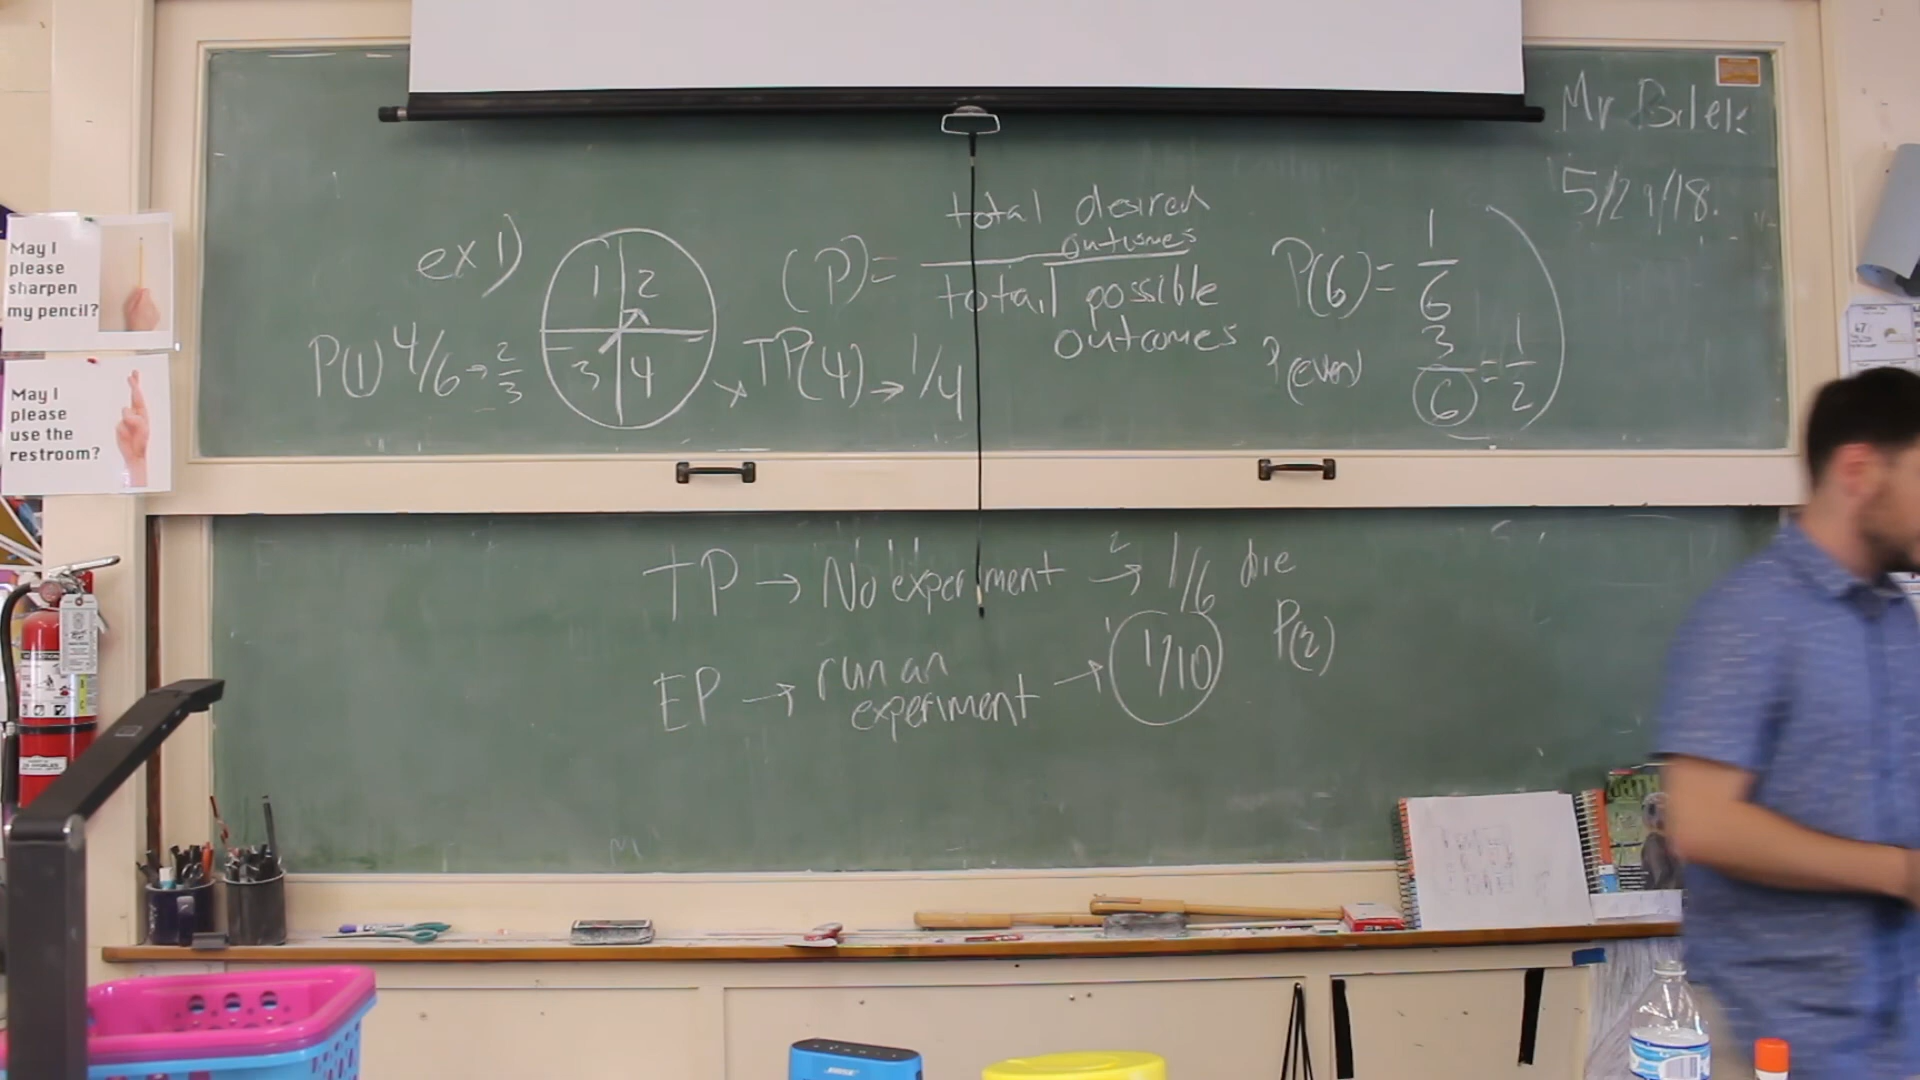 Mr Bilek
5/29/18.
ex 1)
1 2
3 4
P(1) 4/6 → 2/3
(P) = total desired outcomes / total possible outcomes
TP(4) → 1/4
P(6) = 1/6
P(even) 3/6 = 1/2
TP → No experiment → 1/6 die
P(2)
EP → run an experiment → 1/10
May I
please
sharpen
my pencil?
May I
please
use the
restroom?
BOSE